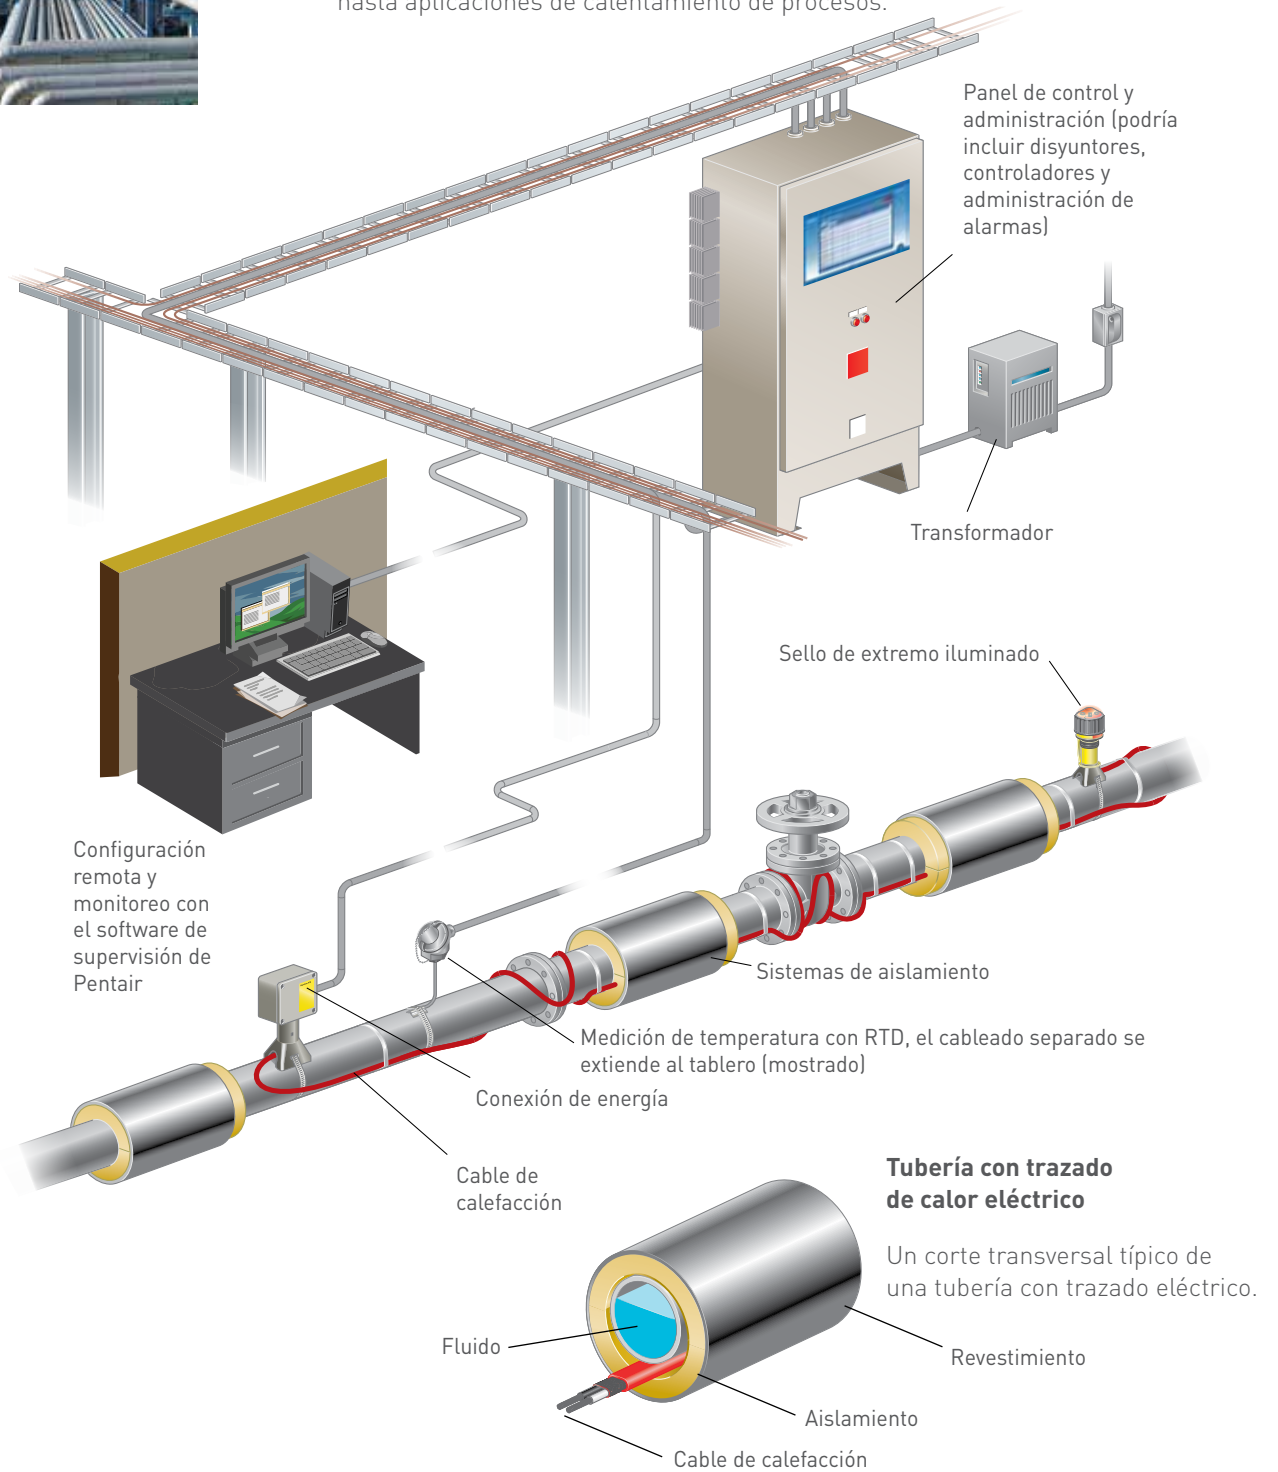 hasta aplicaciones de calentamiento de procesos.
Panel de control y
administración (podría
incluir disyuntores,
controladores y
administración de
alarmas)
Transformador
Sello de extremo iluminado
Configuración
remota y
monitoreo con
el software de
supervisión de
Pentair
Sistemas de aislamiento
Medición de temperatura con RTD, el cableado separado se
extiende al tablero (mostrado)
Conexión de energía
Cable de
calefacción
Tubería con trazado
de calor eléctrico
Un corte transversal típico de
una tubería con trazado eléctrico.
Fluido
Revestimiento
Aislamiento
Cable de calefacción